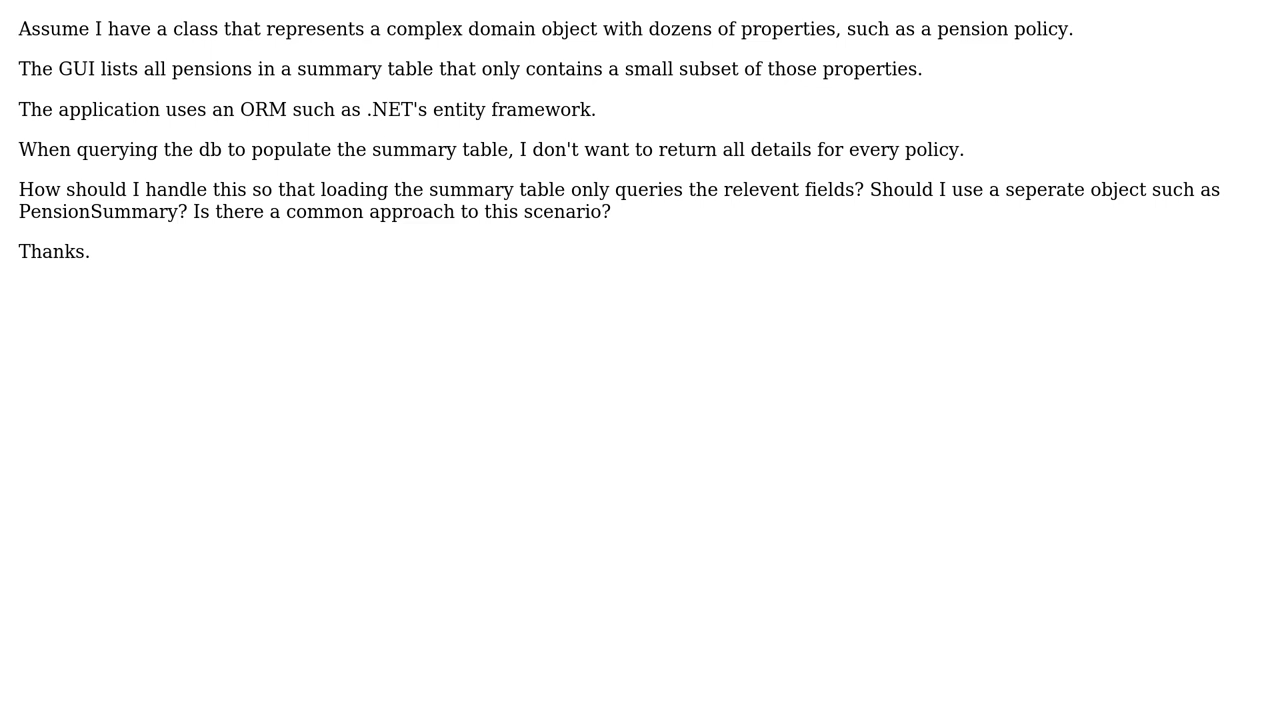 Assume I have a class that represents a complex domain object with dozens of properties, such as a pension policy.
The GUI lists all pensions in a summary table that only contains a small subset of those properties.
The application uses an ORM such as .NET's entity framework.
When querying the db to populate the summary table, I don't want to return all details for every policy.
How should I handle this so that loading the summary table only queries the relevent fields? Should I use a seperate object such as
PensionSummary? Is there a common approach to this scenario?
Thanks.